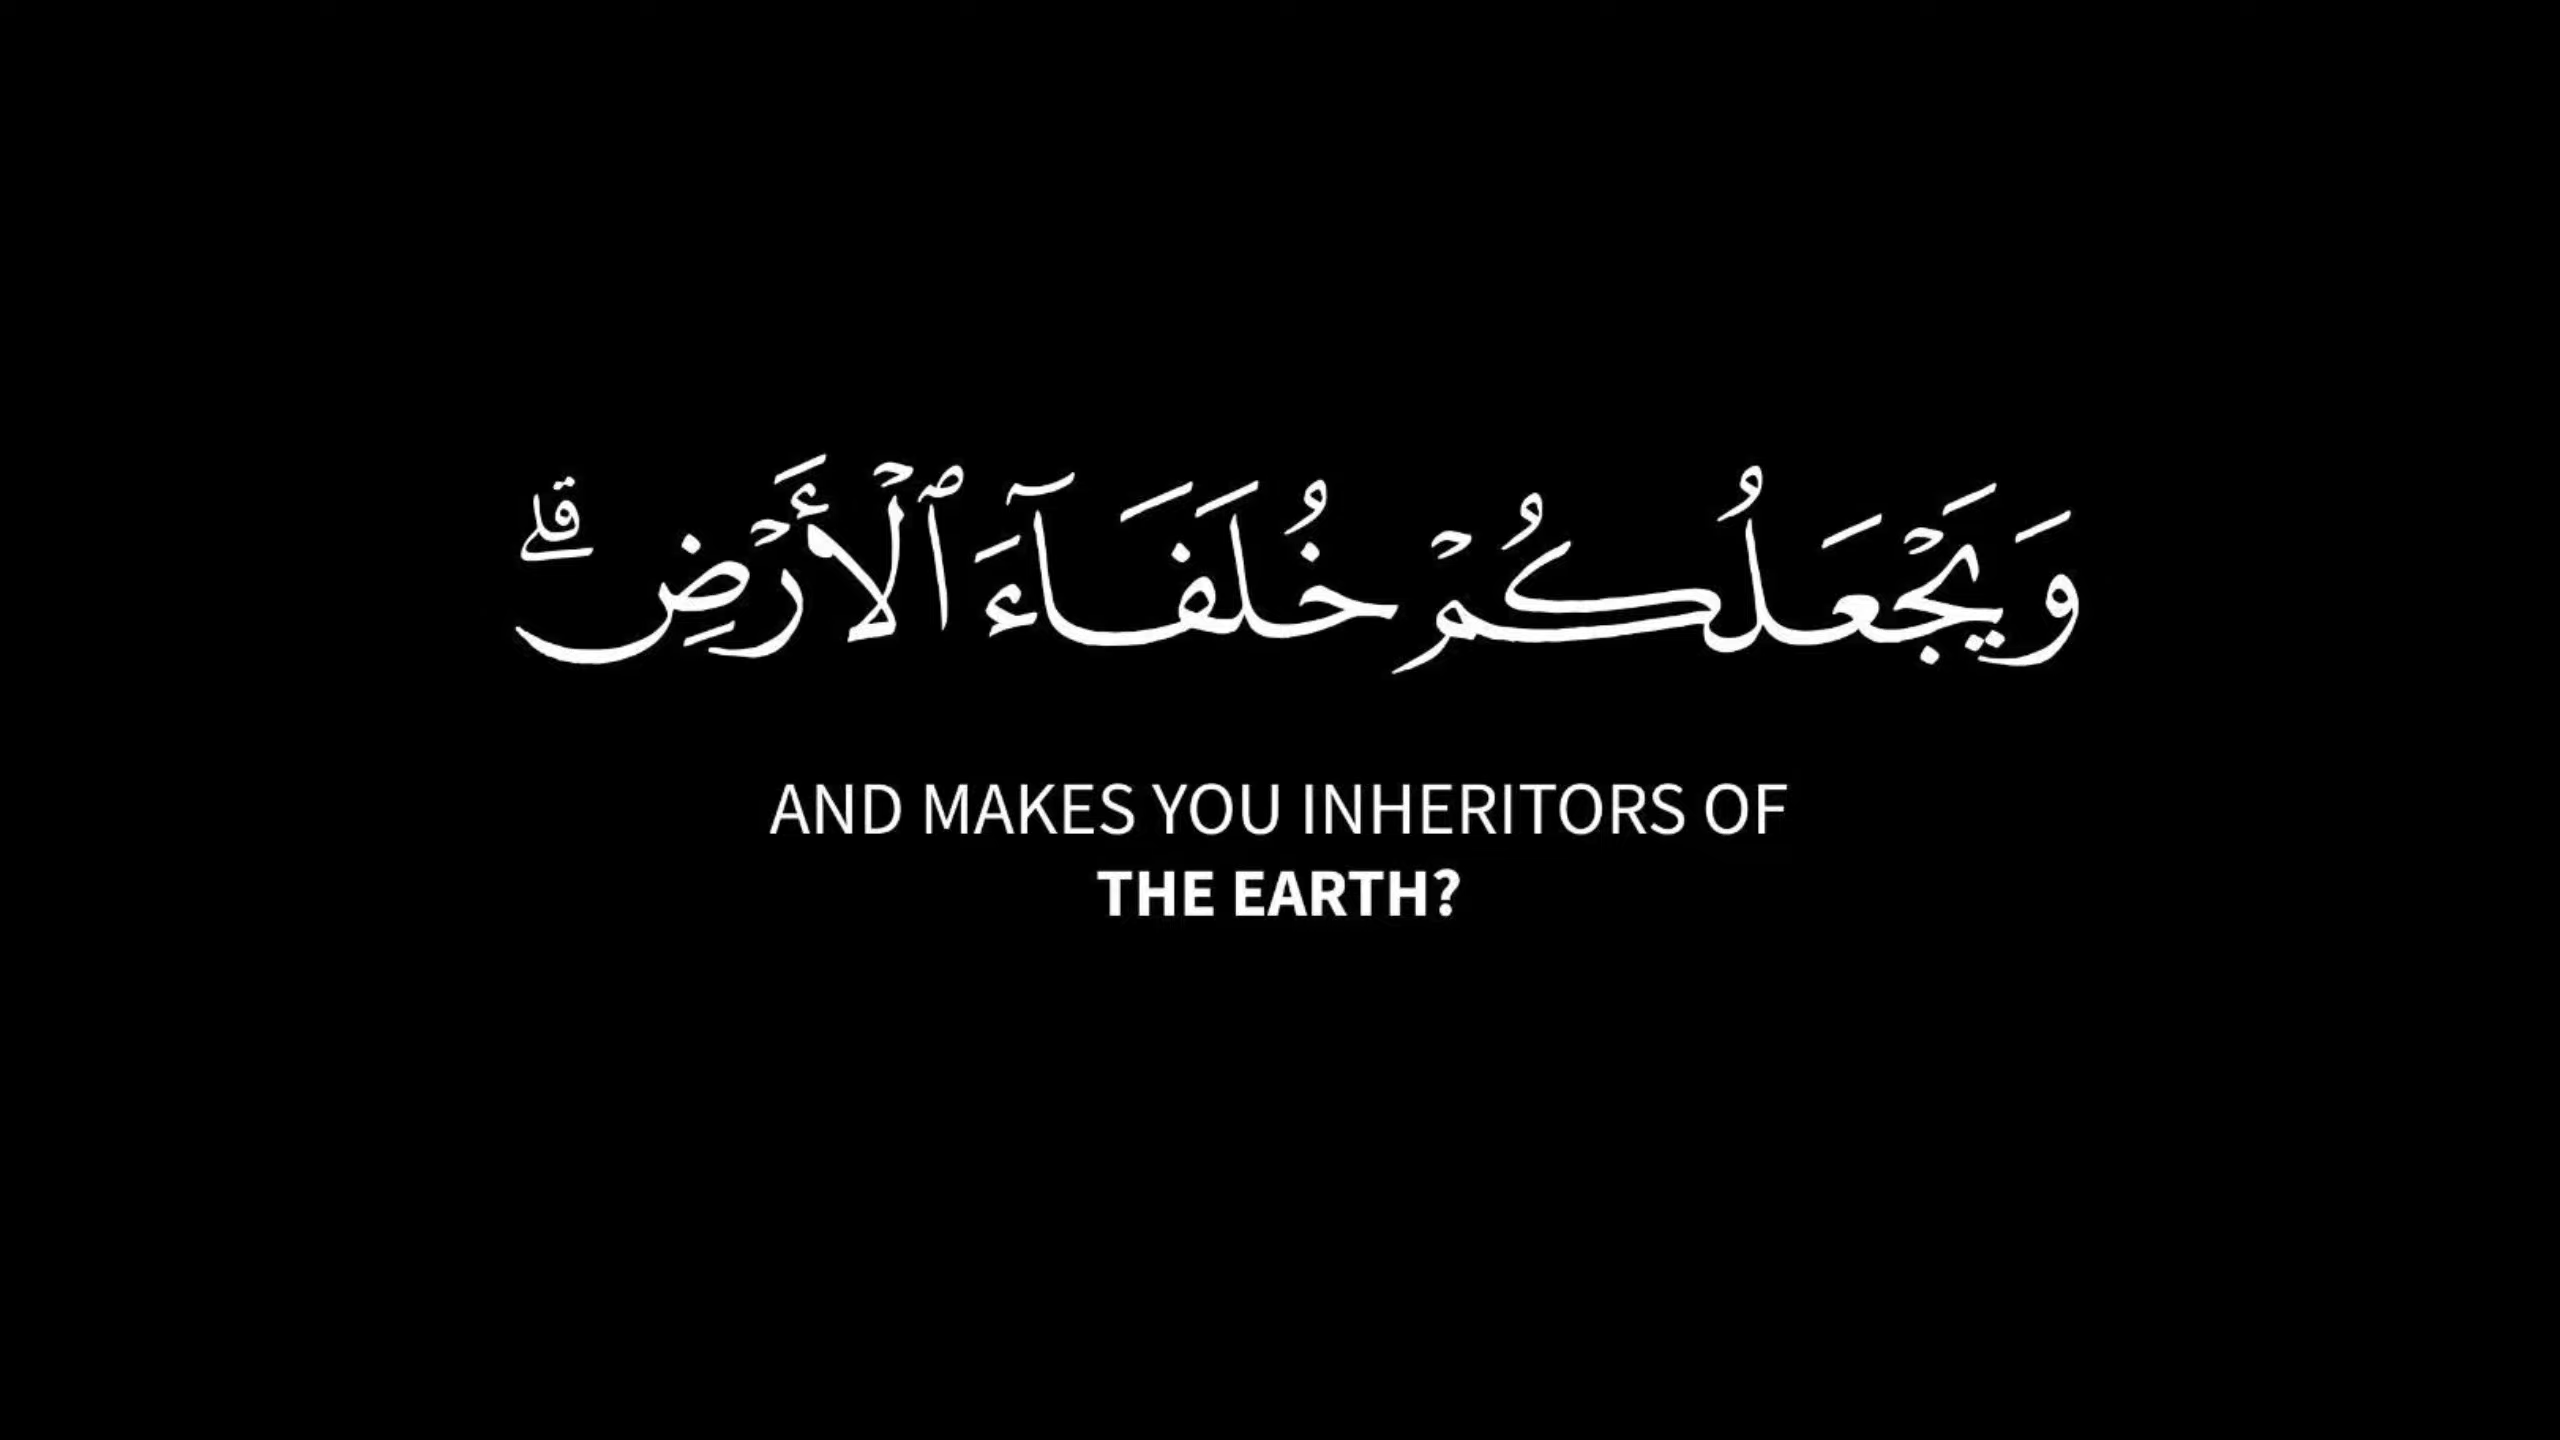 وَيَجْعَلُكُمْ خُلَفَآءَ ٱلْأَرْضِ ۗ
AND MAKES YOU INHERITORS OF
THE EARTH?